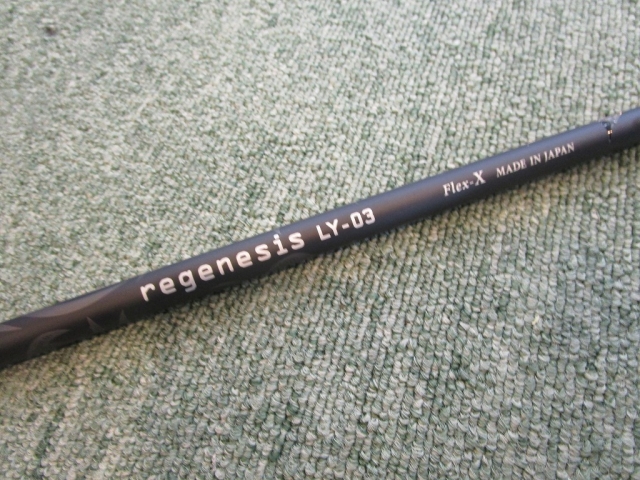 regenesis LY-03 Flex-X MADE IN JAPAN